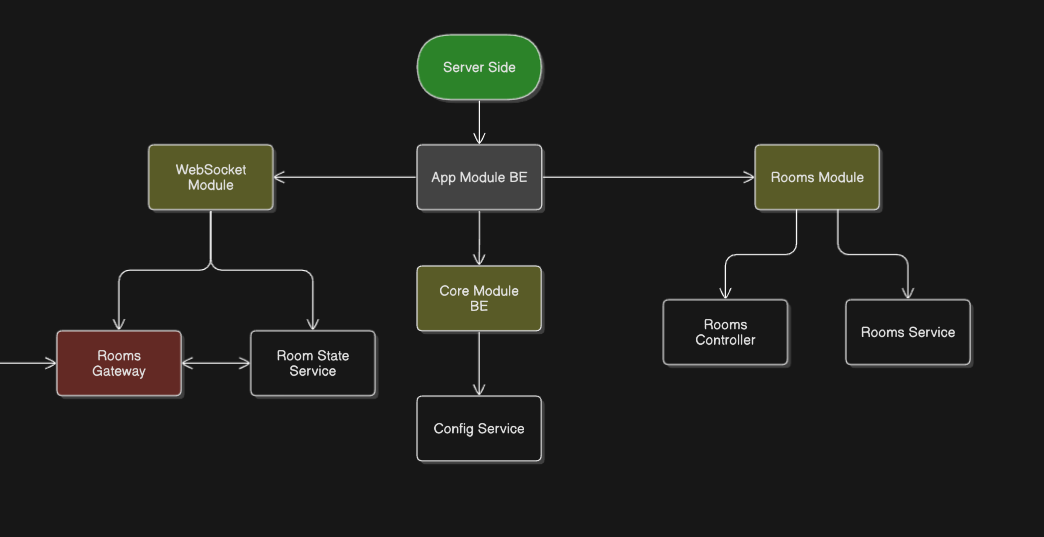 Server Side
WebSocket
Module
App Module BE
Rooms Module
Core Module
BE
Rooms
Controller
Rooms Service
Rooms
Gateway
Room State
Service
Config Service